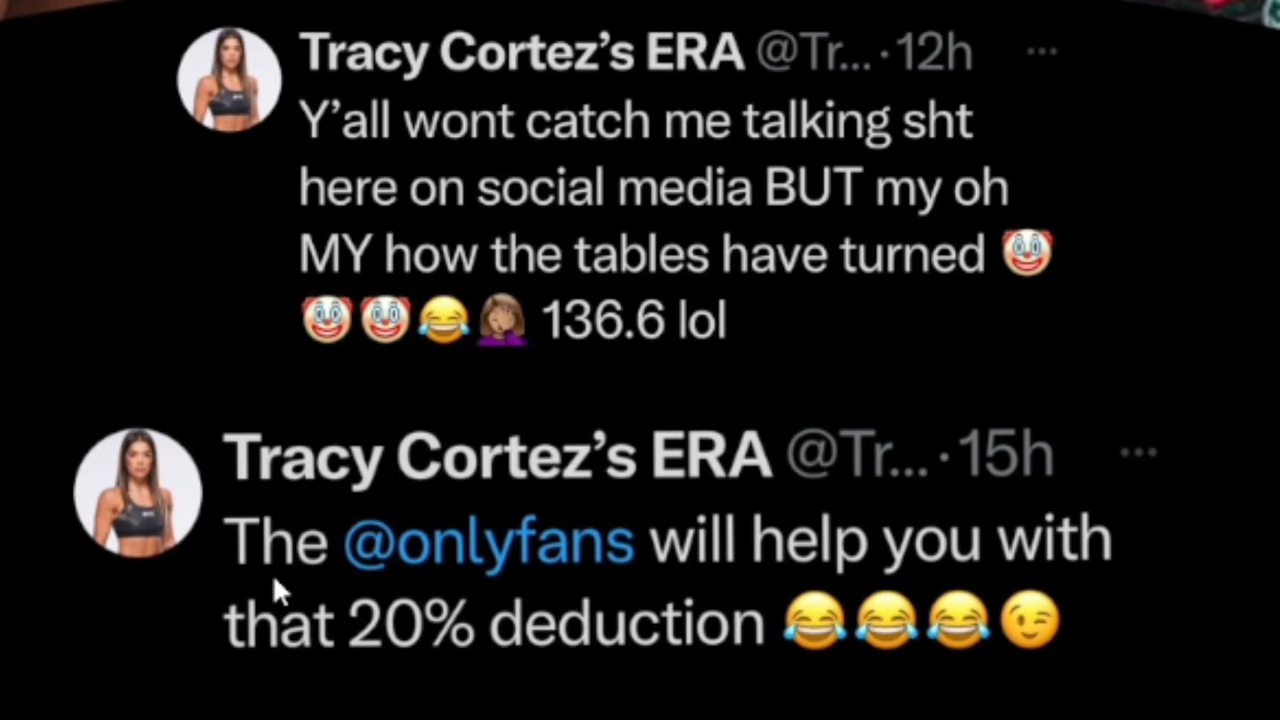 Tracy Cortez’s ERA @Tr... · 12h ...
Y’all wont catch me talking sht
here on social media BUT my oh
MY how the tables have turned 🤡
🤡🤡😂🤦🏽‍♀️ 136.6 lol
Tracy Cortez’s ERA @Tr... · 15h ...
The @onlyfans will help you with
that 20% deduction 😂😂😂😉